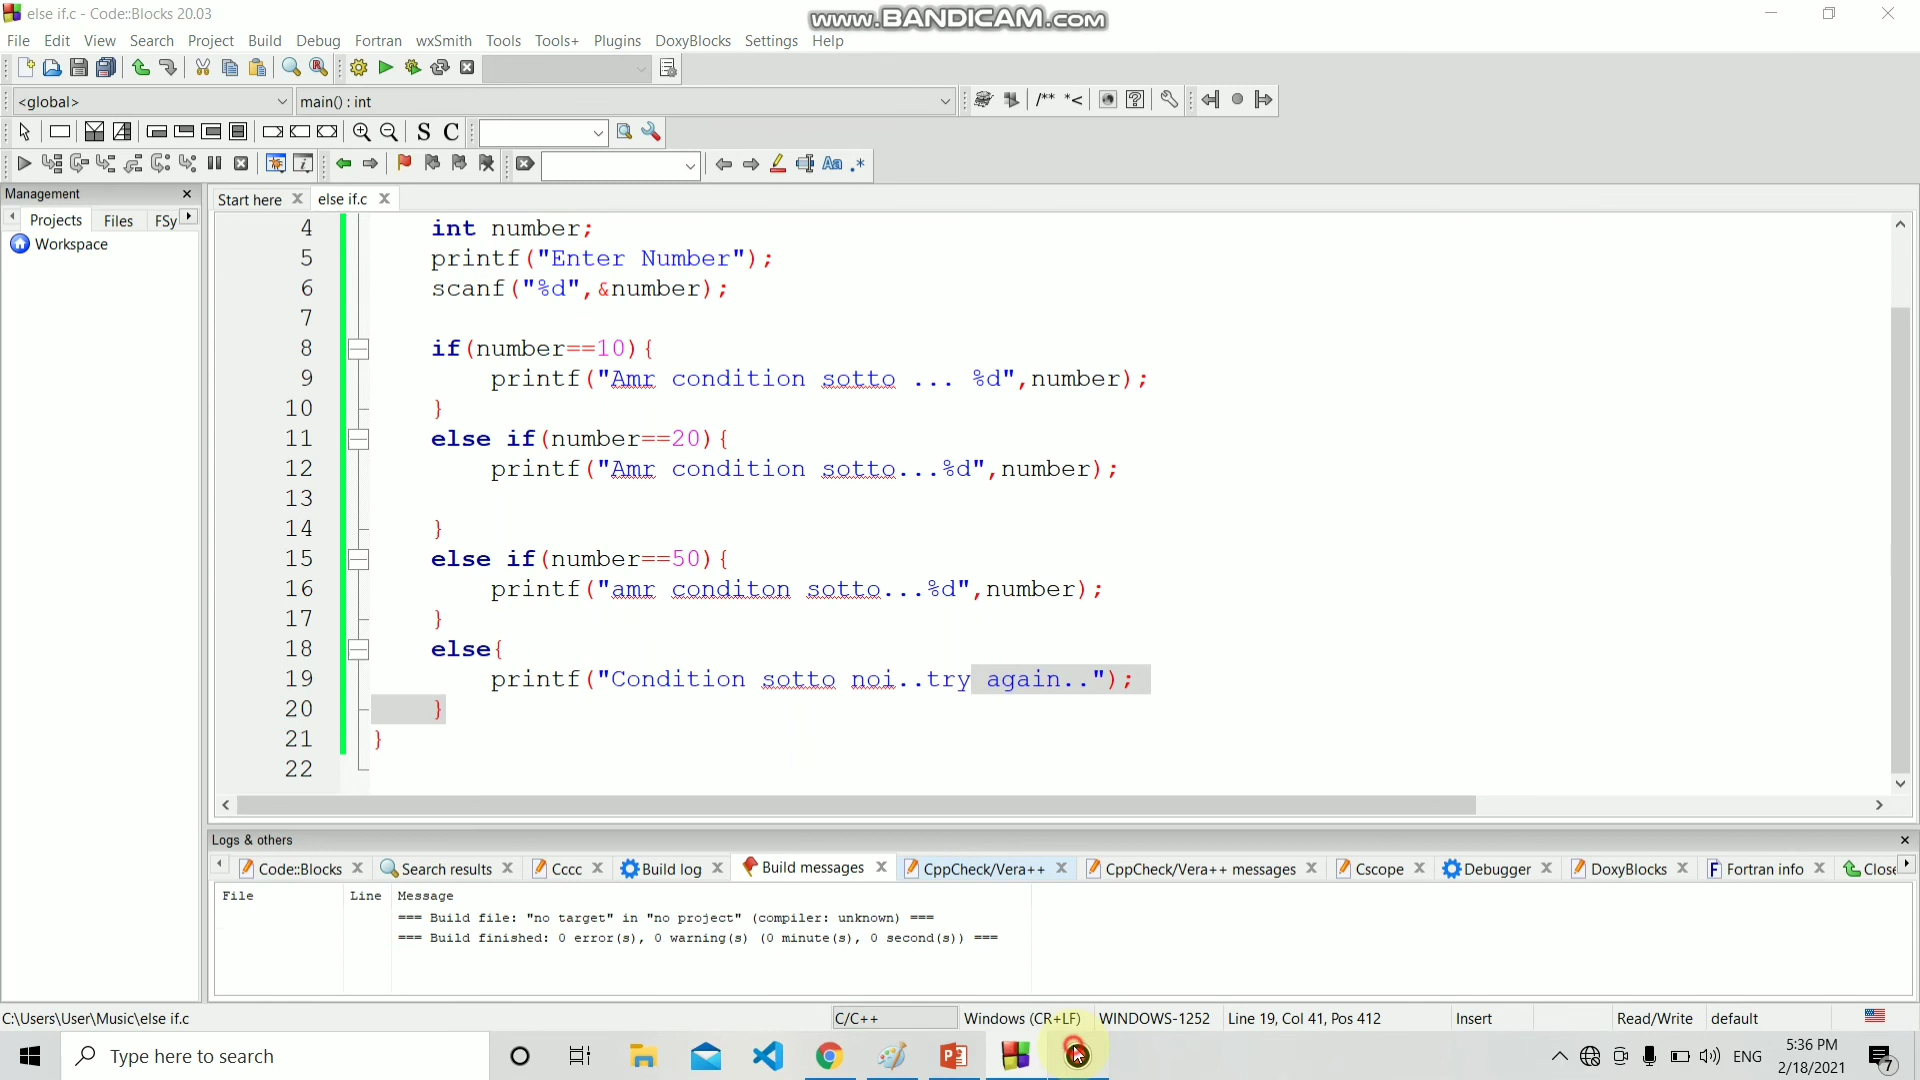 else if.c - Code::Blocks 20.03
www.BANDICAM.com
File Edit View Search Project Build Debug Fortran wxSmith Tools Tools+ Plugins DoxyBlocks Settings Help
<global> main() : int
/** *<
S C
Aa .*
Management
Start here else if.c
Projects Files FSy
Workspace
4 int number;
5 printf("Enter Number");
6 scanf("%d",&number);
7
8 if(number==10){
9 printf("Amr condition sotto ... %d",number);
10 }
11 else if(number==20){
12 printf("Amr condition sotto...%d",number);
13
14 }
15 else if(number==50){
16 printf("amr conditon sotto...%d",number);
17 }
18 else{
19 printf("Condition sotto noi..try again..");
20 }
21 }
22
Logs & others
Code::Blocks Search results Cccc Build log Build messages CppCheck/Vera++ CppCheck/Vera++ messages Cscope Debugger DoxyBlocks Fortran info Close
File Line Message
=== Build file: "no target" in "no project" (compiler: unknown) ===
=== Build finished: 0 error(s), 0 warning(s) (0 minute(s), 0 second(s)) ===
C:\Users\User\Music\else if.c C/C++ Windows (CR+LF) WINDOWS-1252 Line 19, Col 41, Pos 412 Insert Read/Write default
Type here to search
ENG
5:36 PM
2/18/2021
7